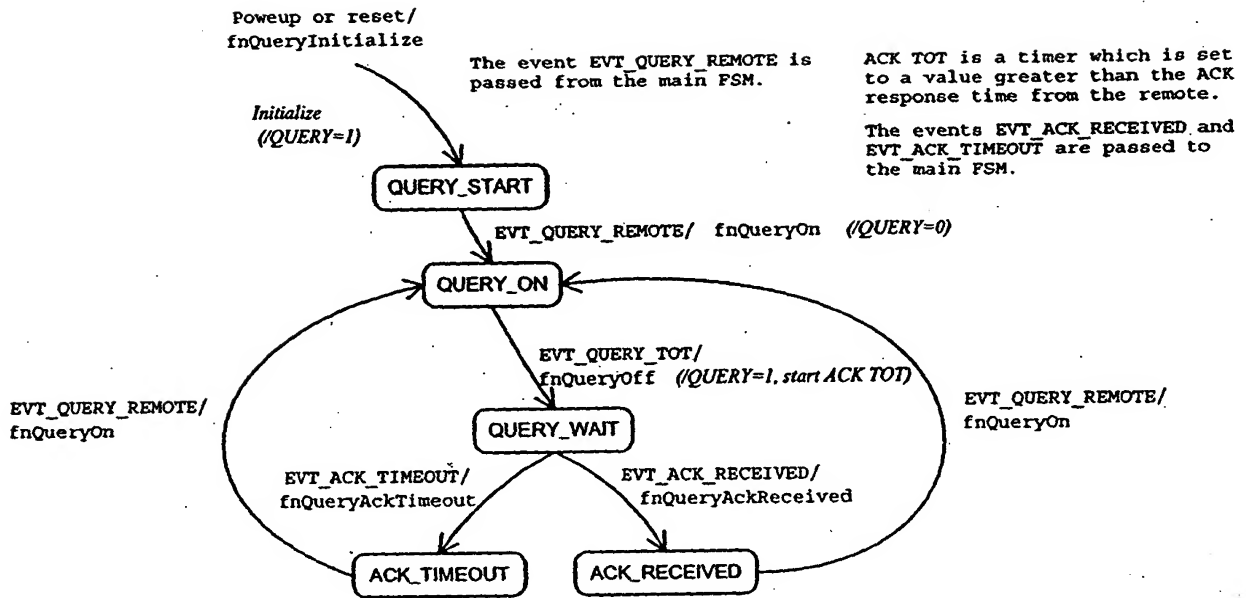 Poweup or reset/
fnQueryInitialize
The event EVT_QUERY_REMOTE is
passed from the main FSM.
ACK TOT is a timer which is set
to a value greater than the ACK
response time from the remote.
The events EVT_ACK_RECEIVED and
EVT_ACK_TIMEOUT are passed to
the main FSM.
Initialize
(/QUERY=1)
QUERY_START
EVT_QUERY_REMOTE/ fnQueryOn (/QUERY=0)
QUERY_ON
EVT_QUERY_TOT/
fnQueryOff (/QUERY=1, start ACK TOT)
EVT_QUERY_REMOTE/
fnQueryOn
EVT_QUERY_REMOTE/
fnQueryOn
QUERY_WAIT
EVT_ACK_TIMEOUT/
fnQueryAckTimeout
EVT_ACK_RECEIVED/
fnQueryAckReceived
ACK_TIMEOUT
ACK_RECEIVED